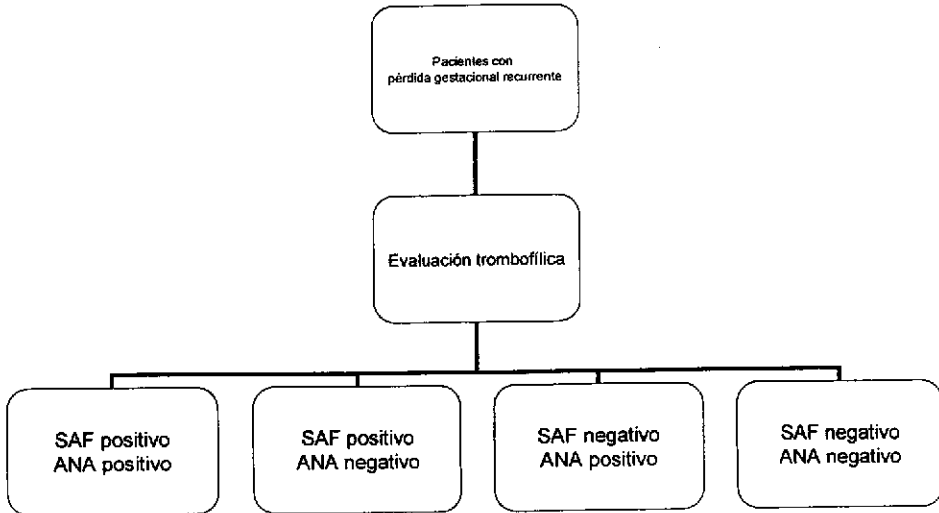 Pacientes con
pérdida gestacional recurrente
Evaluación trombofílica
SAF positivo
ANA positivo
SAF positivo
ANA negativo
SAF negativo
ANA positivo
SAF negativo
ANA negativo